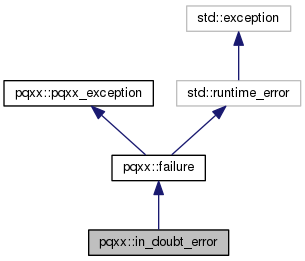 std::exception
pqxx::pqxx_exception
std::runtime_error
pqxx::failure
pqxx::in_doubt_error